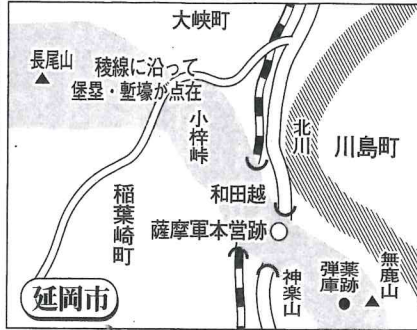 大峡町
長尾山
稜線に沿って
堡塁・塹壕が点在
小梓峠
北川
川島町
和田越
稲葉崎町
薩摩軍本営跡
無鹿山
弾薬
庫跡
神楽山
延岡市